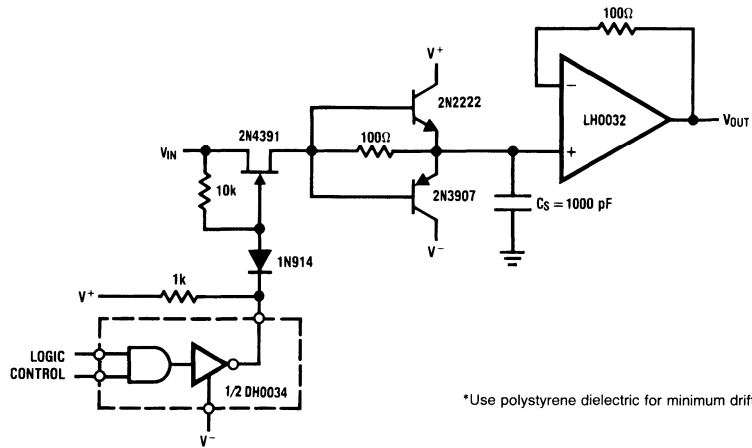 100Ω
V+
2N2222
LH0032
VOUT
2N4391
100Ω
VIN
10k
2N3907
CS = 1000 pF
V−
1N914
1k
V+
LOGIC
CONTROL
1/2 DH0034
V−
*Use polystyrene dielectric for minimum drift